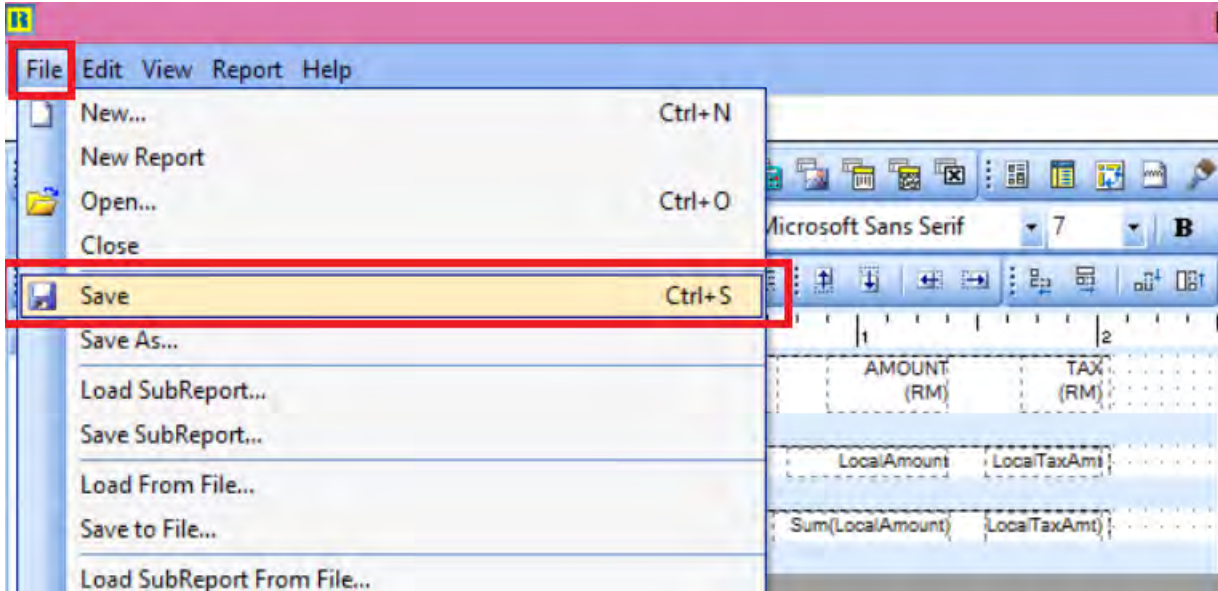 File Edit View Report Help
New... Ctrl+N
New Report
Open... Ctrl+O
Close
Microsoft Sans Serif 7 B
Save Ctrl+S
Save As...
1 2
AMOUNT TAX
(RM) (RM)
Load SubReport...
Save SubReport...
LocalAmount LocalTaxAmt
Load From File...
Save to File...
Sum(LocalAmount) LocalTaxAmt)
Load SubReport From File...